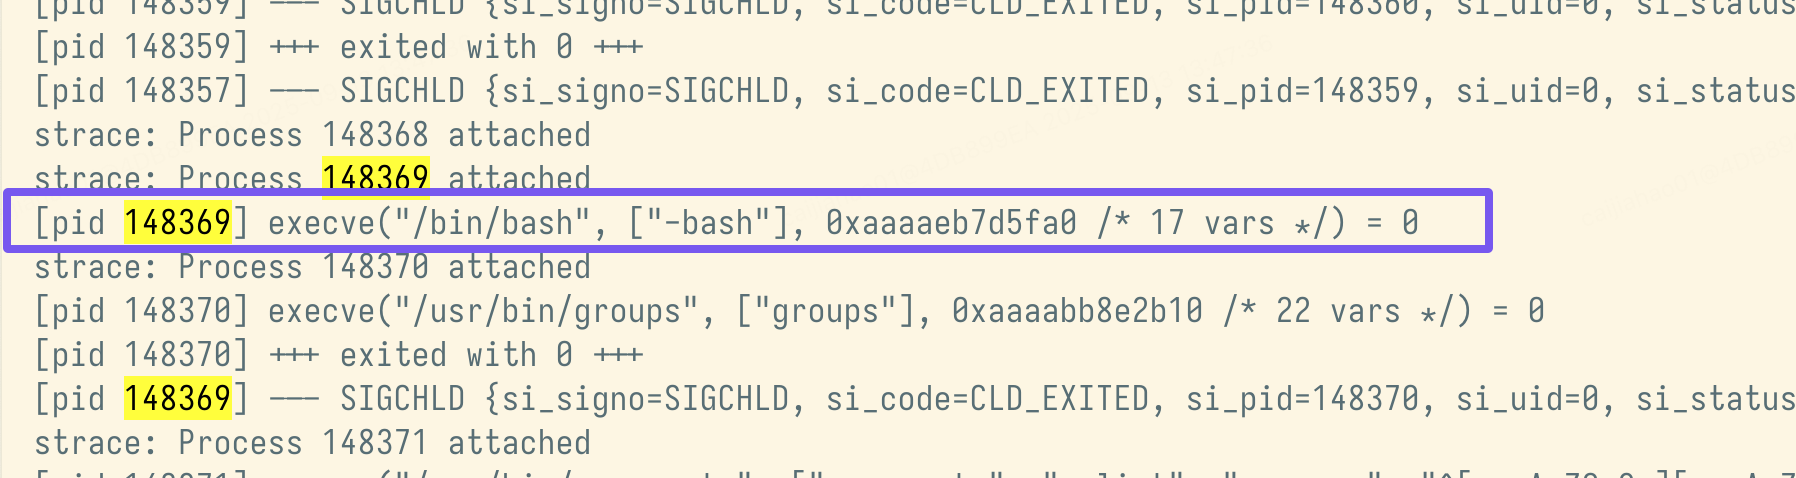 [pid 148359] --- SIGCHLD {si_signo=SIGCHLD, si_code=CLD_EXITED, si_pid=148360, si_uid=0, si_status
[pid 148359] +++ exited with 0 +++
[pid 148357] --- SIGCHLD {si_signo=SIGCHLD, si_code=CLD_EXITED, si_pid=148359, si_uid=0, si_status
strace: Process 148368 attached
strace: Process 148369 attached
[pid 148369] execve("/bin/bash", ["-bash"], 0xaaaaeb7d5fa0 /* 17 vars */) = 0
strace: Process 148370 attached
[pid 148370] execve("/usr/bin/groups", ["groups"], 0xaaaabb8e2b10 /* 22 vars */) = 0
[pid 148370] +++ exited with 0 +++
[pid 148369] --- SIGCHLD {si_signo=SIGCHLD, si_code=CLD_EXITED, si_pid=148370, si_uid=0, si_status
strace: Process 148371 attached